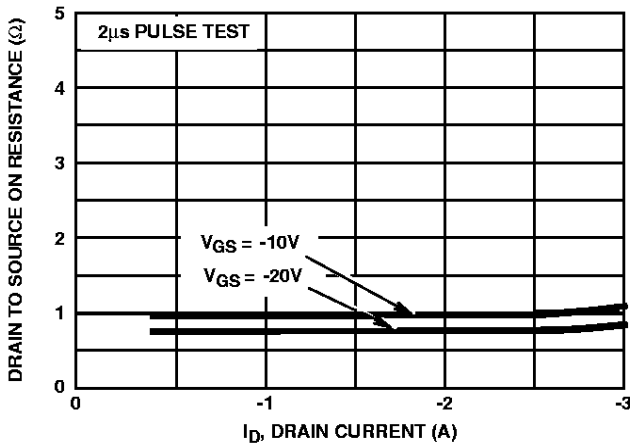 DRAIN TO SOURCE ON RESISTANCE (Ω)
5
4
3
2
1
0
2μs PULSE TEST
VGS = -10V
VGS = -20V
0
-1
-2
-3
ID, DRAIN CURRENT (A)